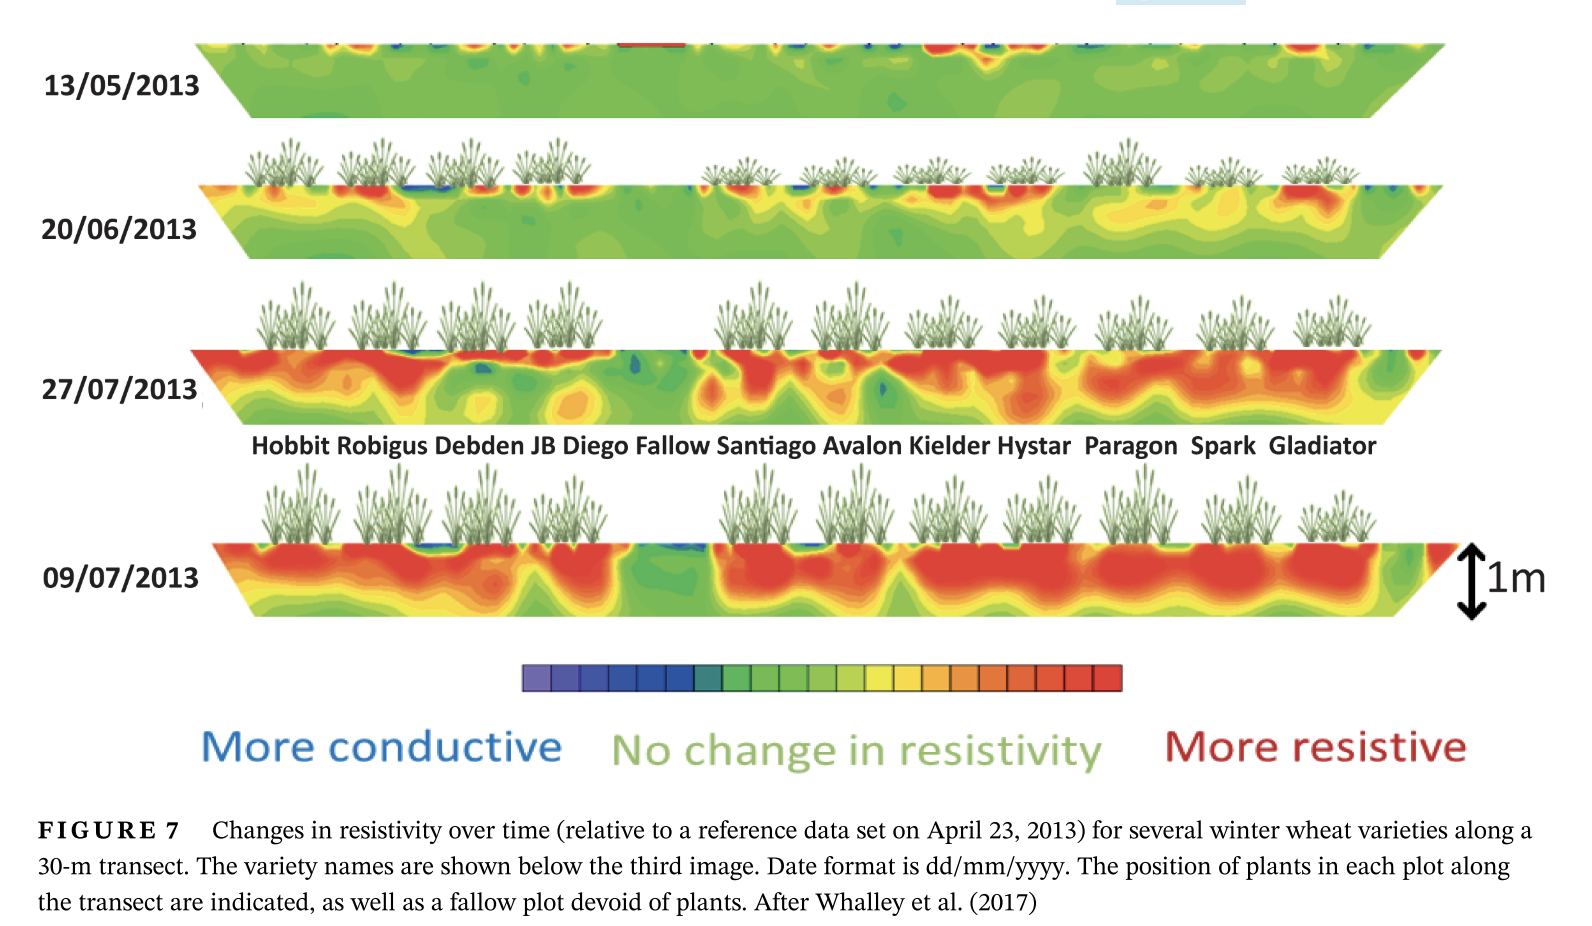 13/05/2013
20/06/2013
27/07/2013
Hobbit Robigus Debden JB Diego Fallow Santiago Avalon Kielder Hystar Paragon Spark Gladiator
09/07/2013
1m
More conductive No change in resistivity More resistive
FIGURE 7 Changes in resistivity over time (relative to a reference data set on April 23, 2013) for several winter wheat varieties along a
30-m transect. The variety names are shown below the third image. Date format is dd/mm/yyyy. The position of plants in each plot along
the transect are indicated, as well as a fallow plot devoid of plants. After Whalley et al. (2017)